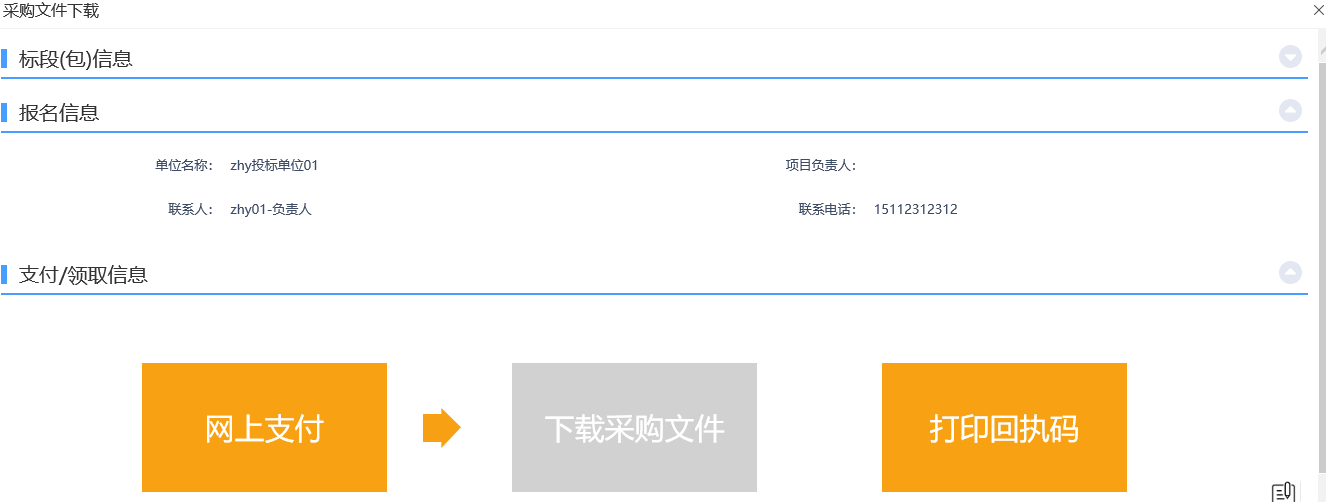 采购文件下载
标段(包)信息
报名信息
单位名称： zhy投标单位01 项目负责人：
联系人： zhy01-负责人 联系电话： 15112312312
支付/领取信息
网上支付 下载采购文件 打印回执码